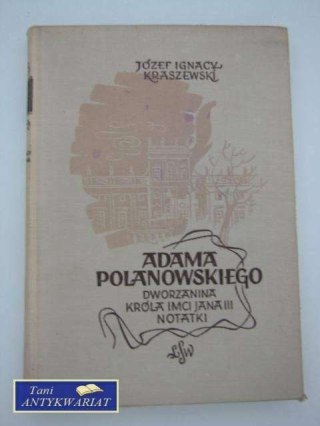 JÓZEF IGNACY
KRASZEWSKI
ADAMA
POLANOWSKIEGO
DWORZANINA
KRÓLA IMCI JANA III
NOTATKI
LSW
Tani
ANTYKWARIAT